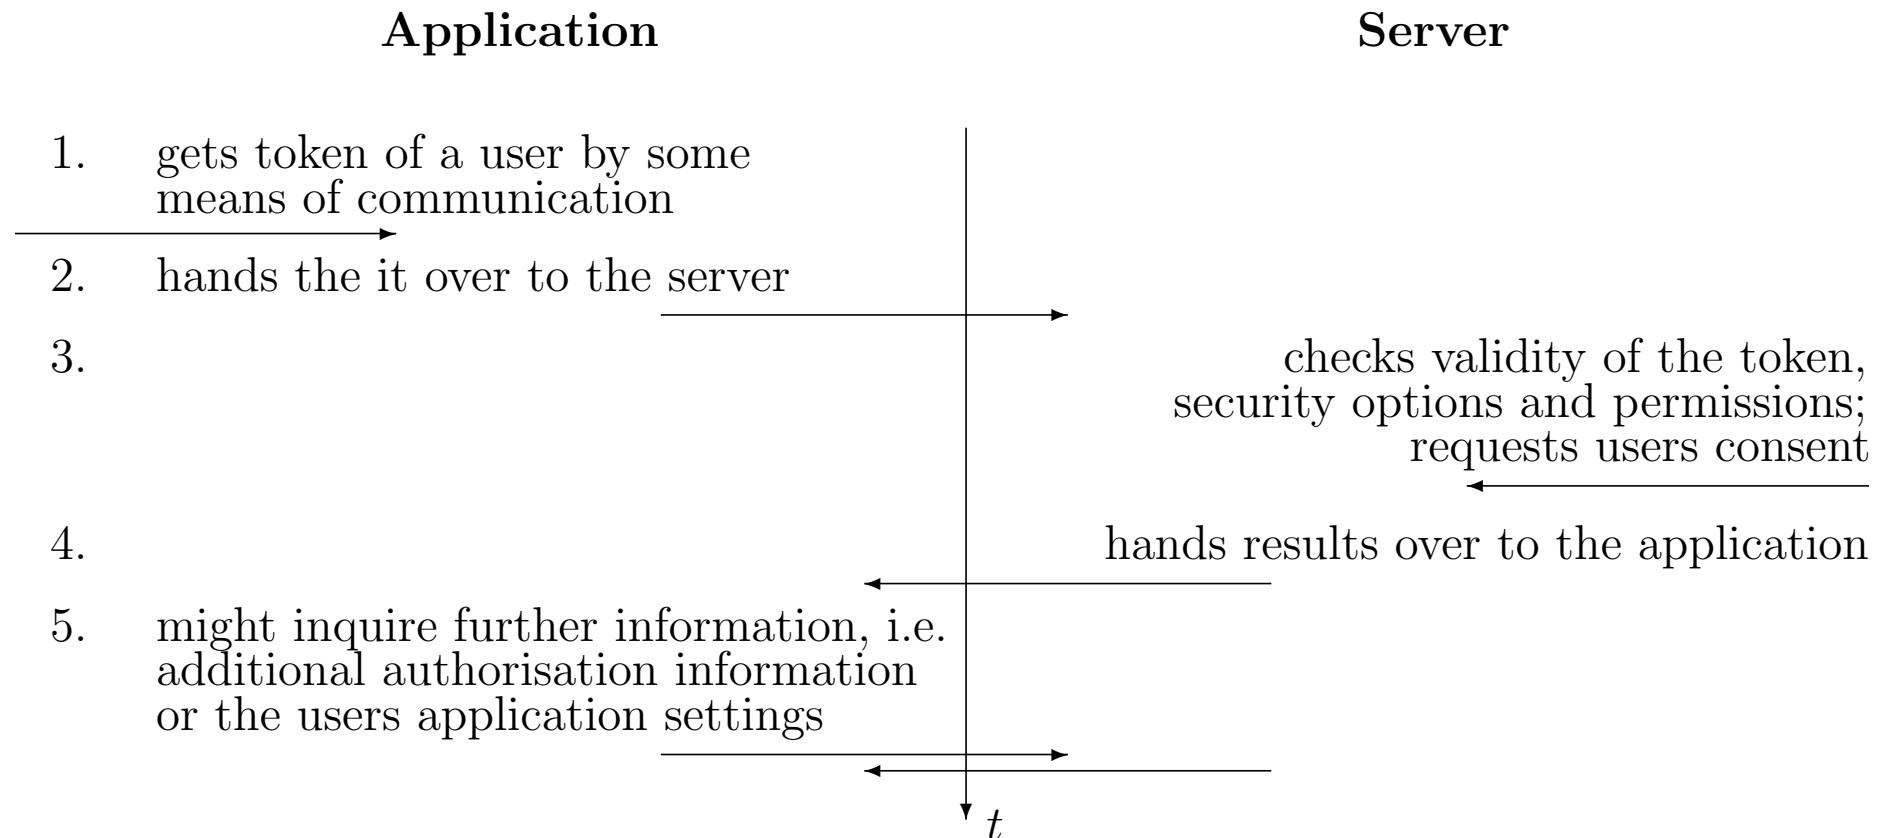 Application Server
1. gets token of a user by some
means of communication
2. hands the it over to the server
3. checks validity of the token,
security options and permissions;
requests users consent
4. hands results over to the application
5. might inquire further information, i.e.
additional authorisation information
or the users application settings
t